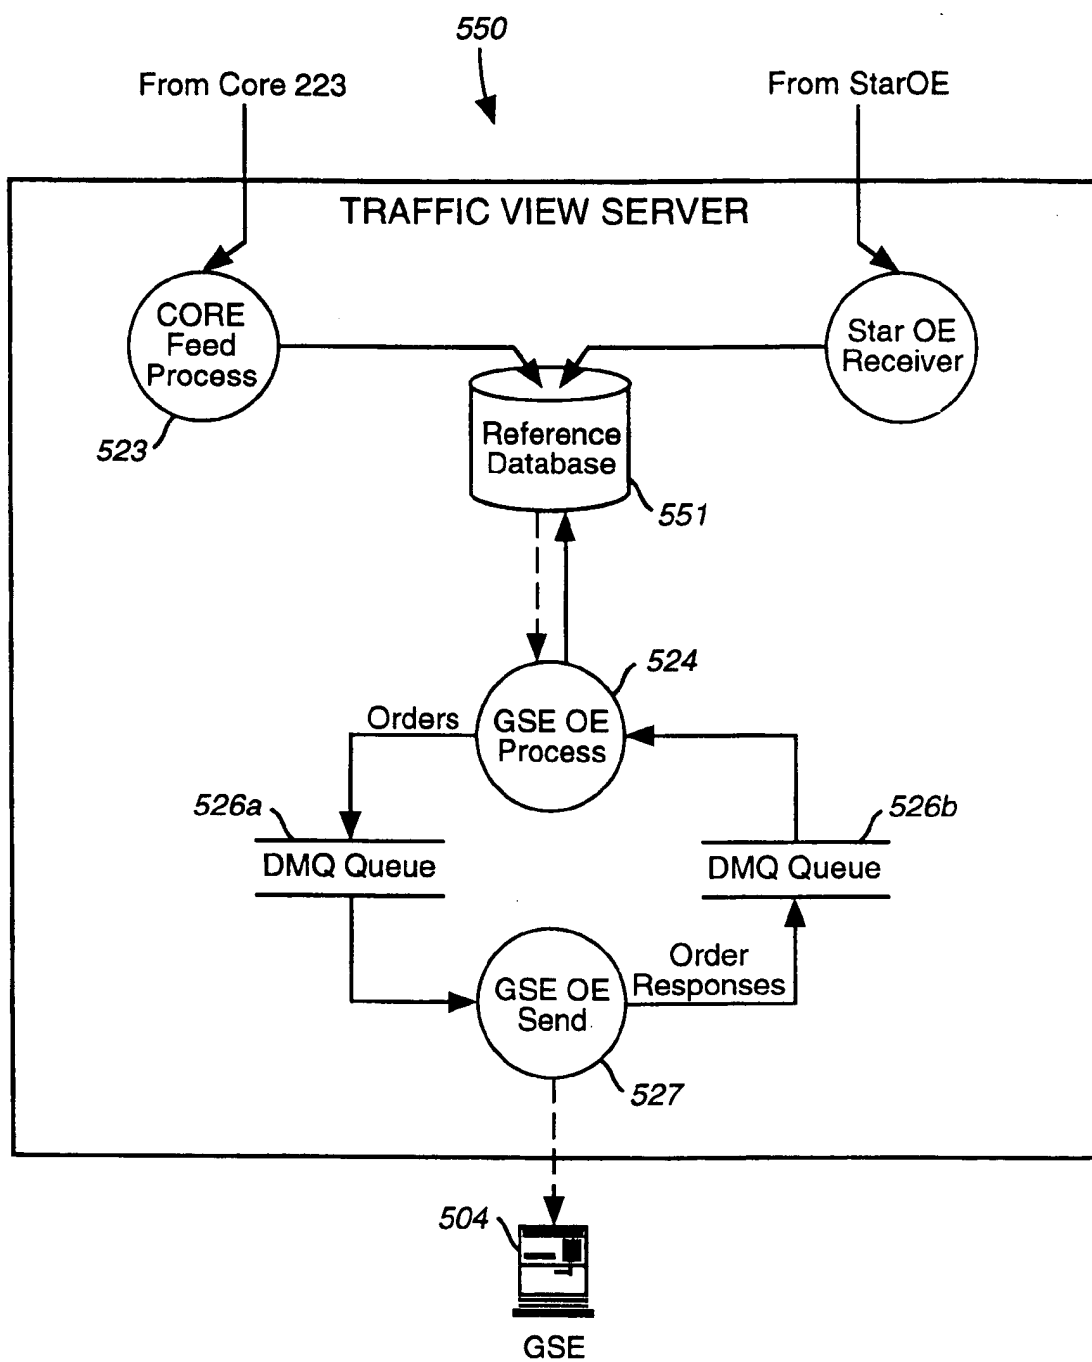 550
From Core 223
From StarOE
TRAFFIC VIEW SERVER
CORE
Feed
Process
523
Star OE
Receiver
Reference
Database
551
524
GSE OE
Process
Orders
526a
DMQ Queue
526b
DMQ Queue
GSE OE
Send
Order
Responses
527
504
GSE